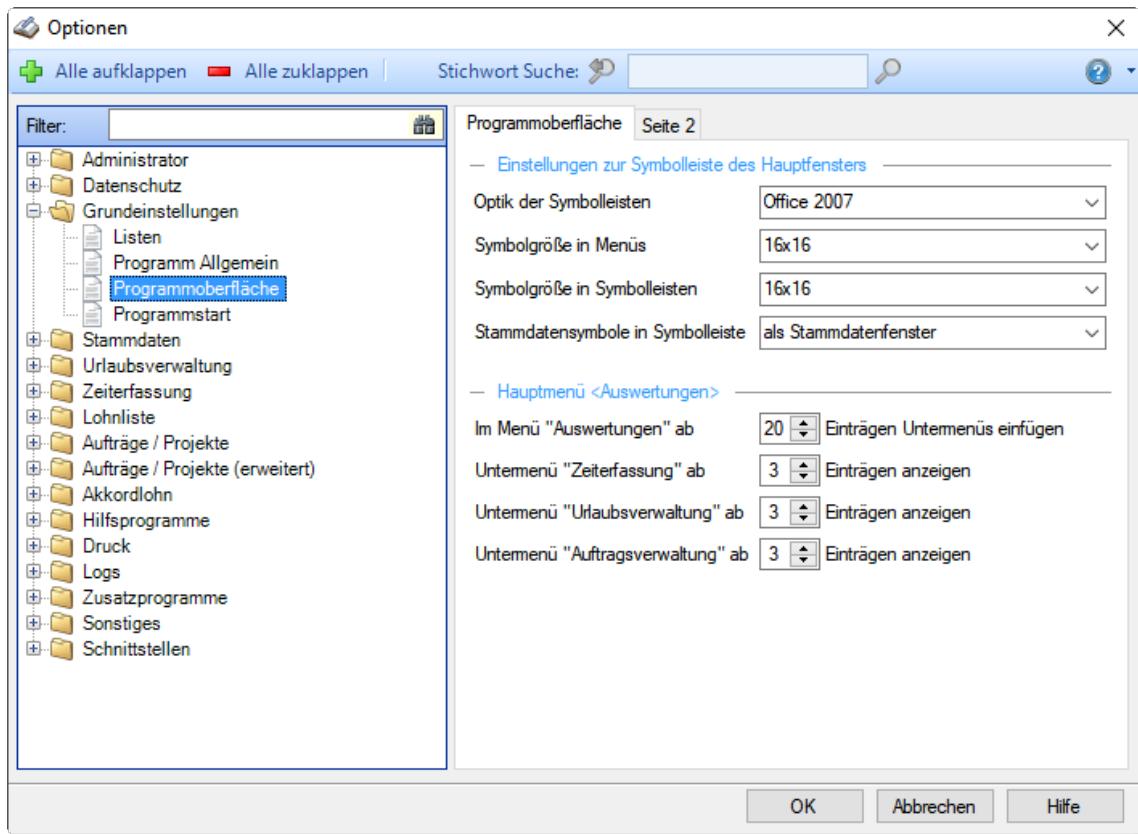 Optionen
Alle aufklappen Alle zuklappen Stichwort Suche:
Filter:
Administrator
Datenschutz
Grundeinstellungen
Listen
Programm Allgemein
Programmoberfläche
Programmstart
Stammdaten
Urlaubsverwaltung
Zeiterfassung
Lohnliste
Aufträge / Projekte
Aufträge / Projekte (erweitert)
Akkordlohn
Hilfsprogramme
Druck
Logs
Zusatzprogramme
Sonstiges
Schnittstellen
Programmoberfläche Seite 2
Einstellungen zur Symbolleiste des Hauptfensters
Optik der Symbolleisten Office 2007
Symbolgröße in Menüs 16x16
Symbolgröße in Symbolleisten 16x16
Stammdatensymbole in Symbolleiste als Stammdatenfenster
Hauptmenü <Auswertungen>
Im Menü "Auswertungen" ab 20 Einträgen Untermenüs einfügen
Untermenü "Zeiterfassung" ab 3 Einträgen anzeigen
Untermenü "Urlaubsverwaltung" ab 3 Einträgen anzeigen
Untermenü "Auftragsverwaltung" ab 3 Einträgen anzeigen
OK Abbrechen Hilfe